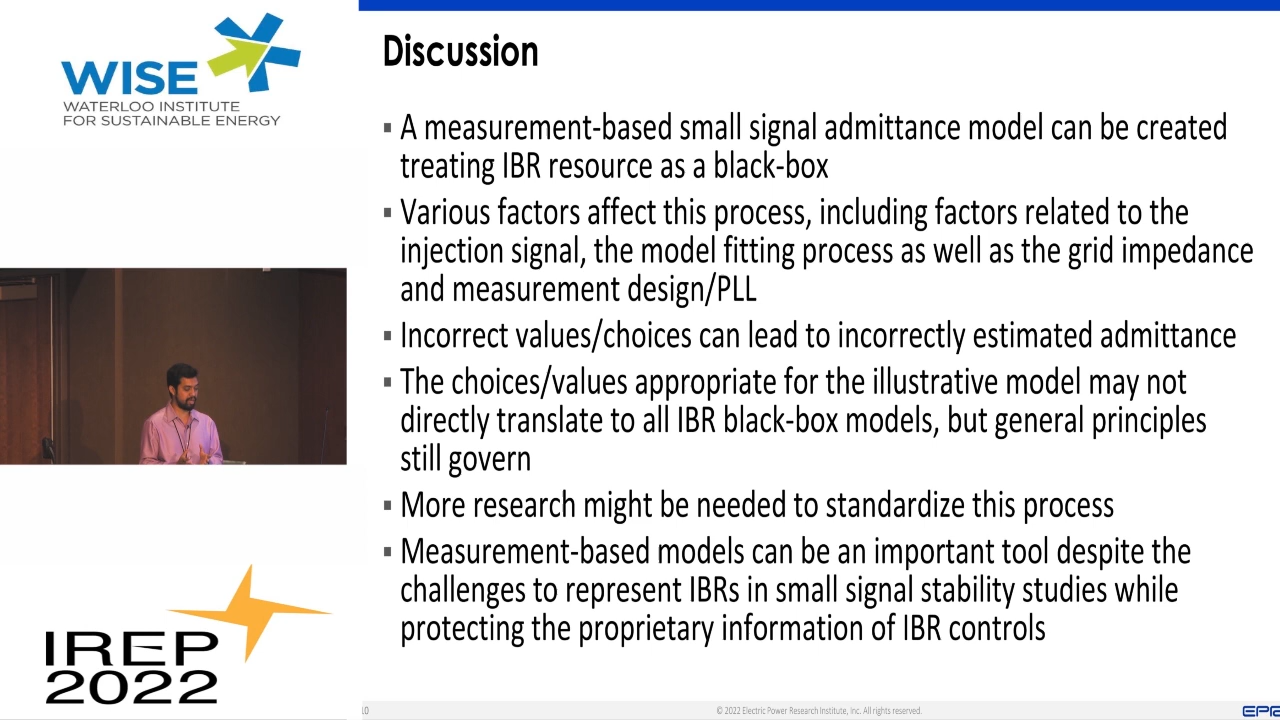 WISE
WATERLOO INSTITUTE
FOR SUSTAINABLE ENERGY
IREP
2022
Discussion
▪ A measurement-based small signal admittance model can be created
treating IBR resource as a black-box
▪ Various factors affect this process, including factors related to the
injection signal, the model fitting process as well as the grid impedance
and measurement design/PLL
▪ Incorrect values/choices can lead to incorrectly estimated admittance
▪ The choices/values appropriate for the illustrative model may not
directly translate to all IBR black-box models, but general principles
still govern
▪ More research might be needed to standardize this process
▪ Measurement-based models can be an important tool despite the
challenges to represent IBRs in small signal stability studies while
protecting the proprietary information of IBR controls
© 2022 Electric Power Research Institute, Inc. All rights reserved.